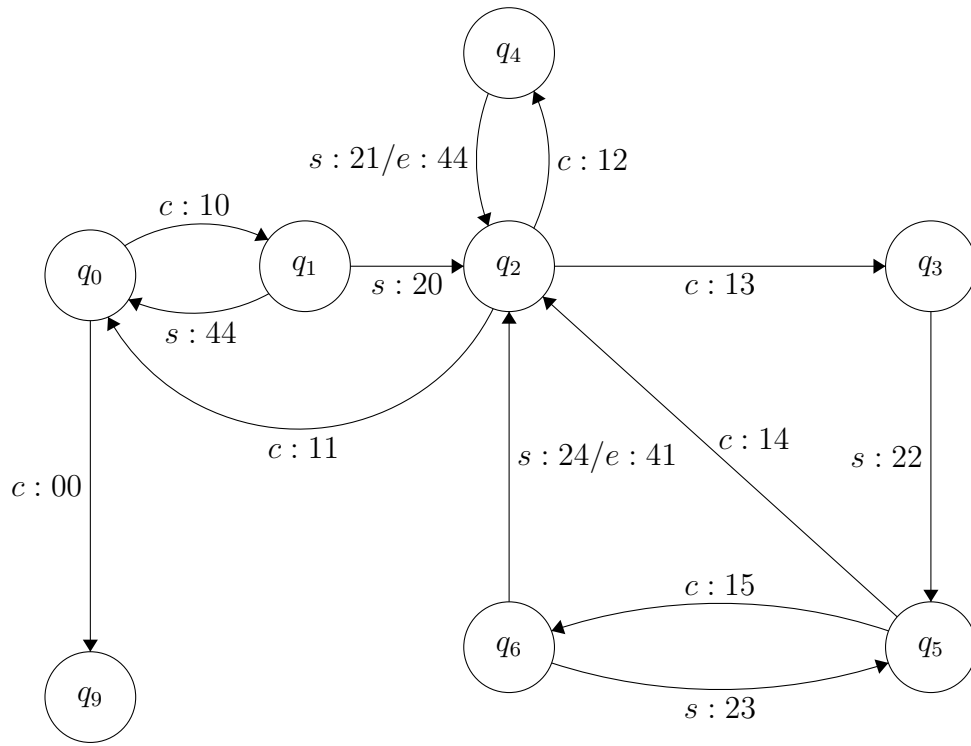 q4
s : 21/e : 44
c : 12
c : 10
q0
q1
q2
q3
s : 20
c : 13
s : 44
c : 11
c : 14
s : 24/e : 41
s : 22
c : 00
c : 15
q6
q5
q9
s : 23